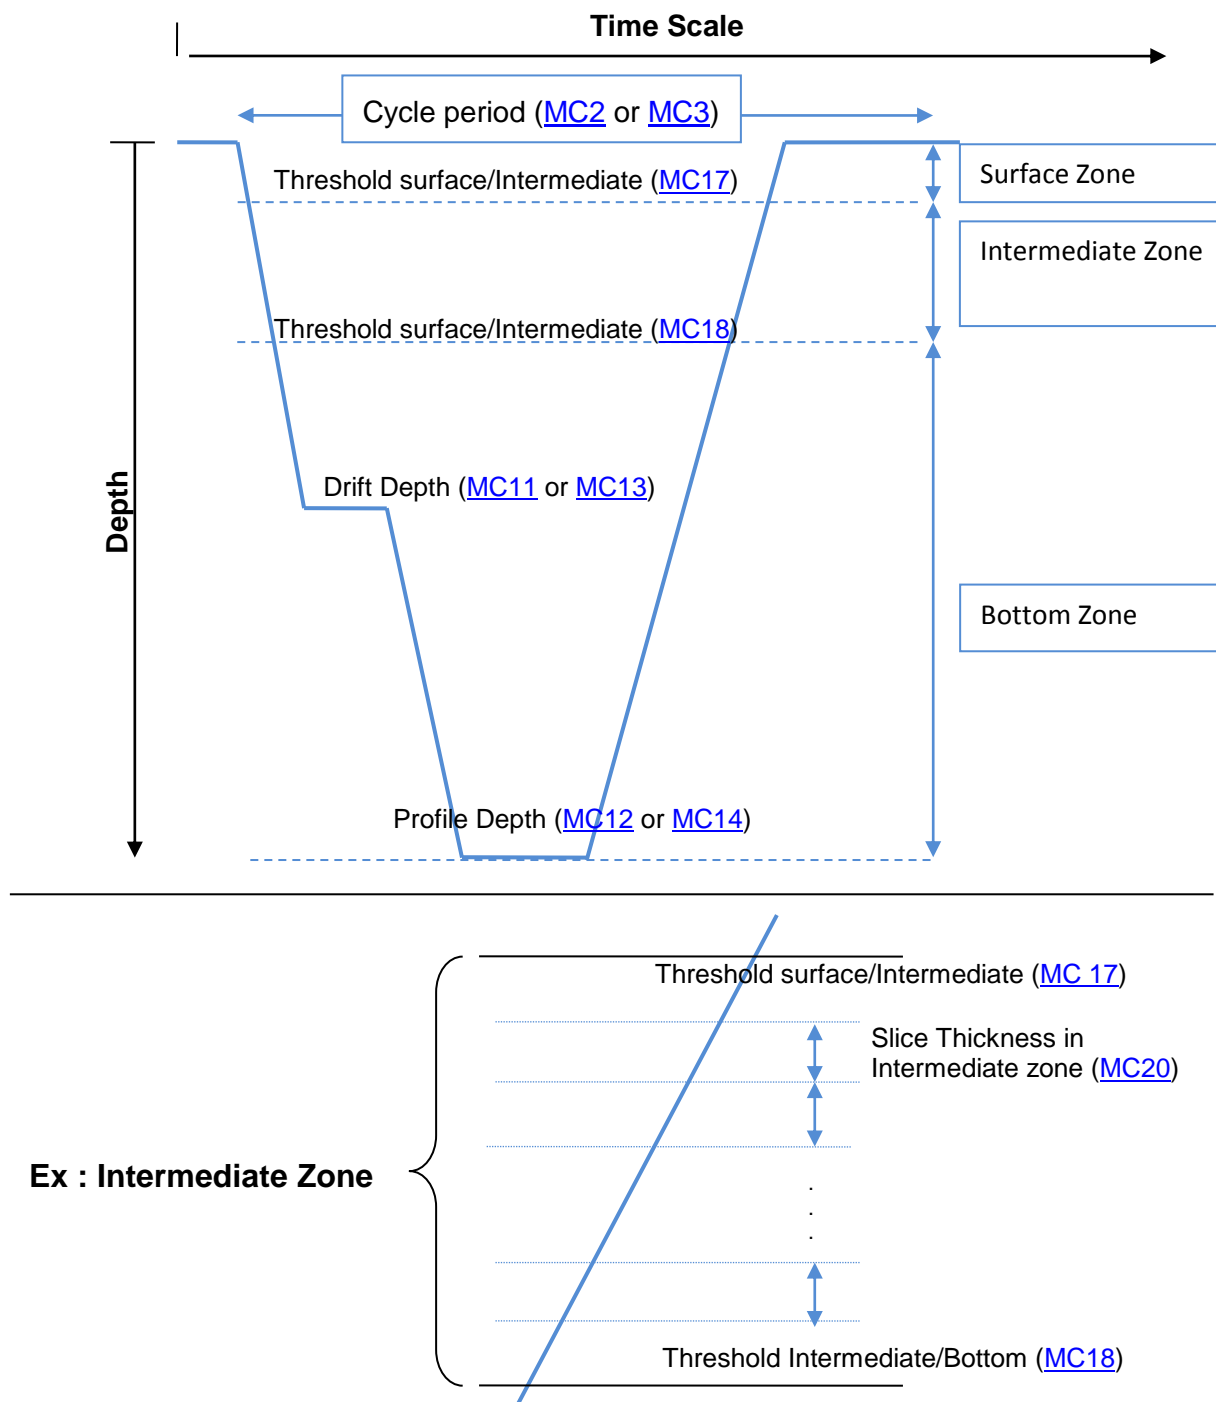 Time Scale
Cycle period (MC2 or MC3)
Threshold surface/Intermediate (MC17)
Surface Zone
Intermediate Zone
Threshold surface/Intermediate (MC18)
Depth
Drift Depth (MC11 or MC13)
Bottom Zone
Profile Depth (MC12 or MC14)
Threshold surface/Intermediate (MC 17)
Slice Thickness in
Intermediate zone (MC20)
Ex : Intermediate Zone
.
.
.
Threshold Intermediate/Bottom (MC18)